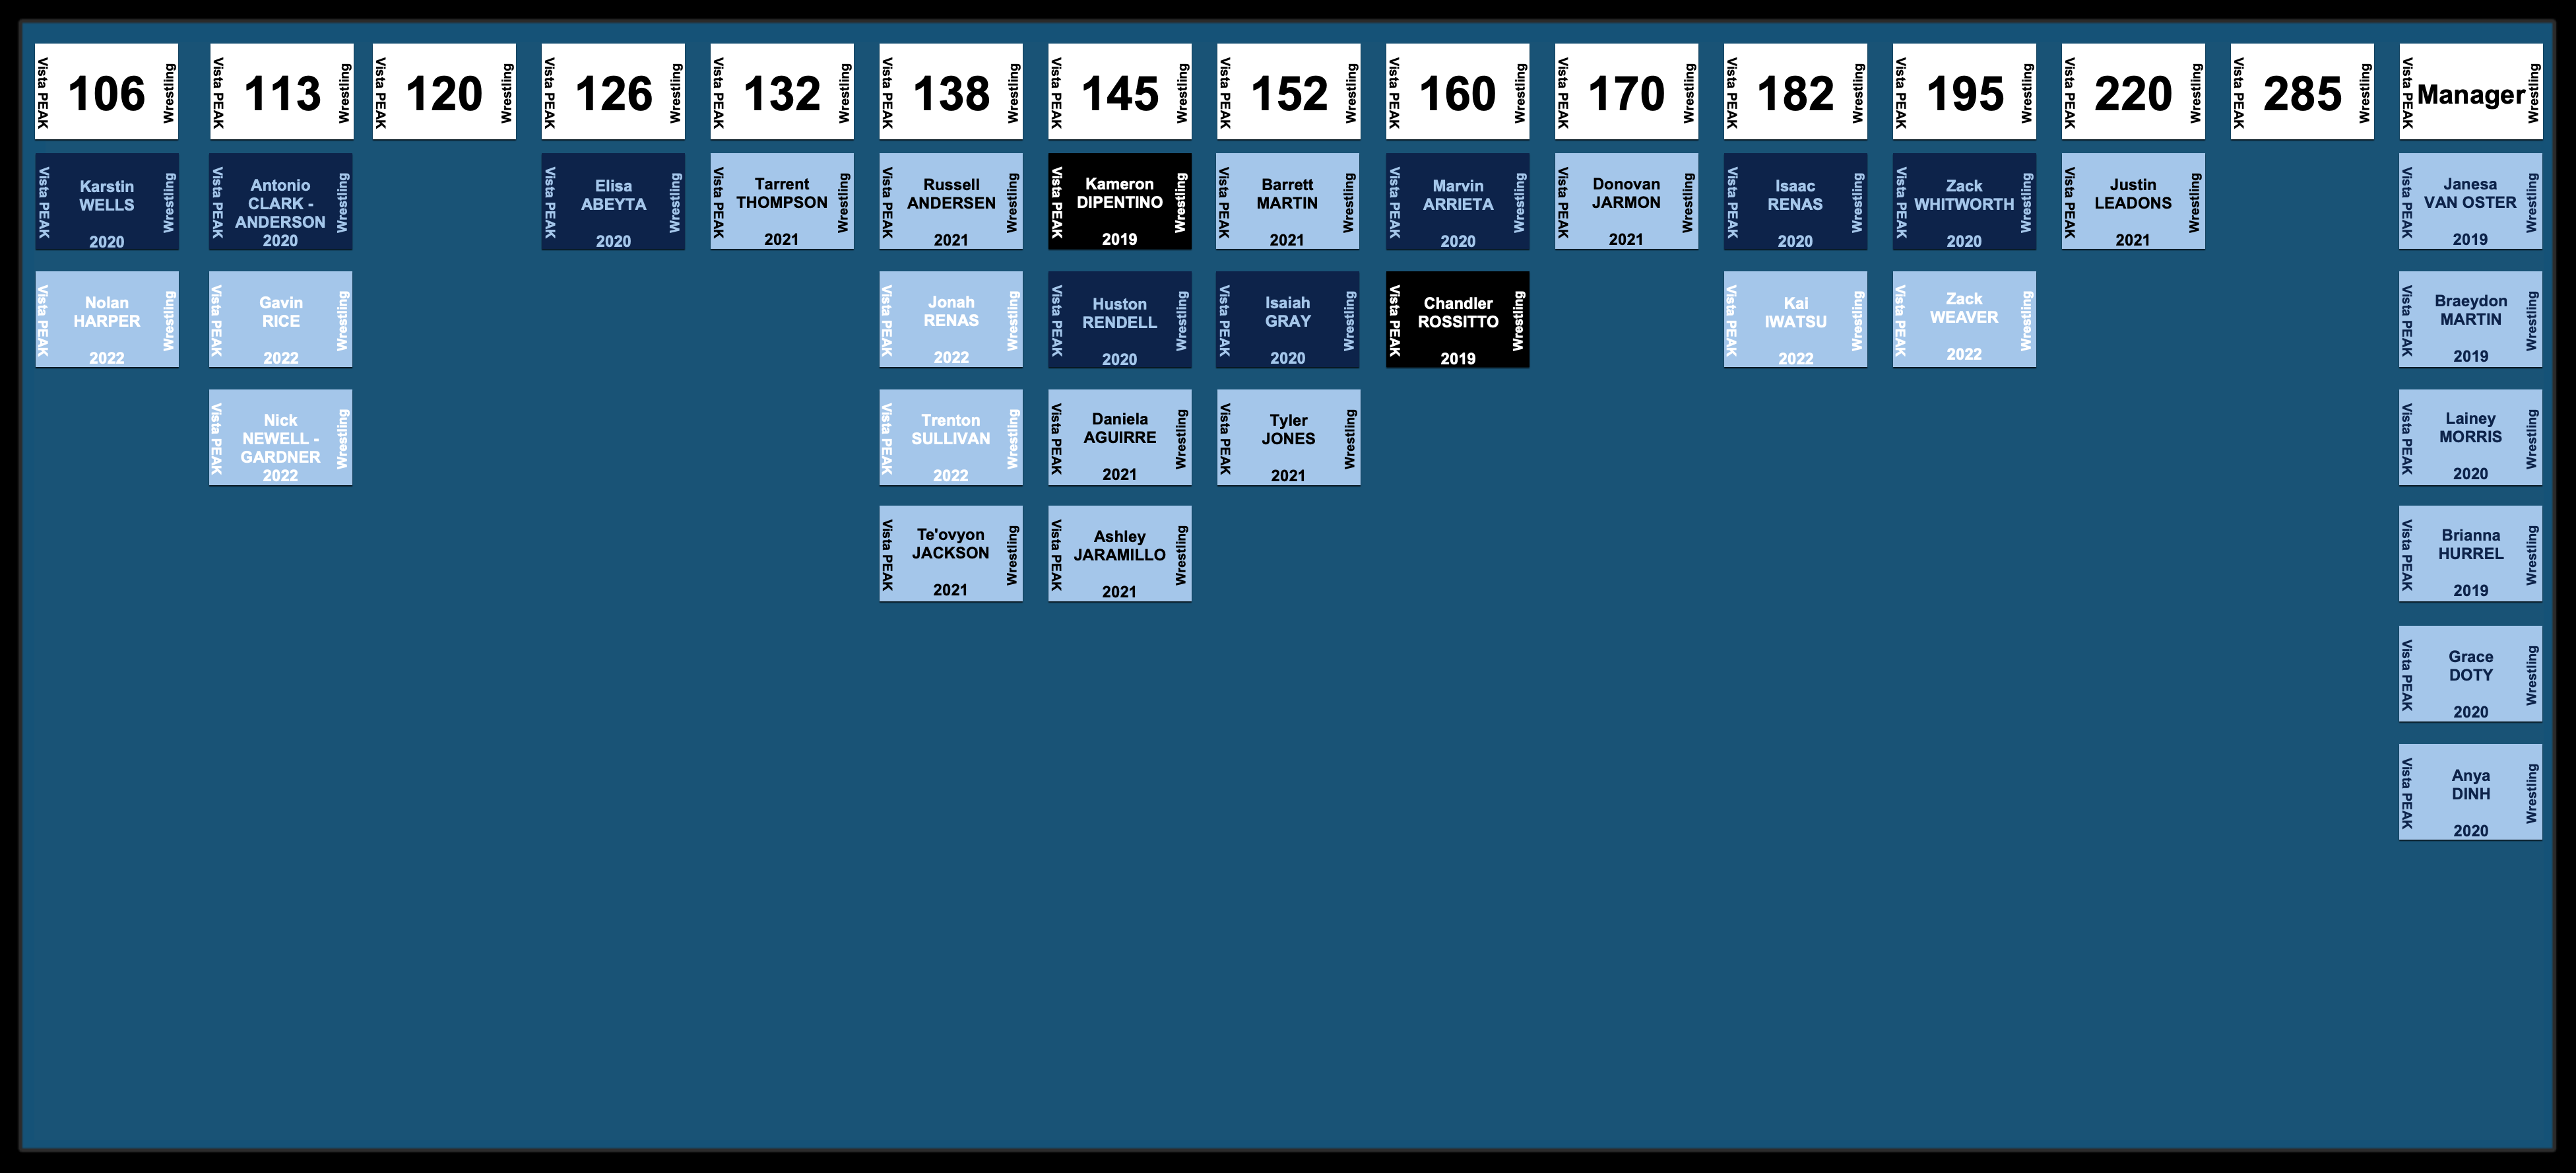 Vista PEAK 106 Wrestling
Vista PEAK 113 Wrestling
Vista PEAK 120 Wrestling
Vista PEAK 126 Wrestling
Vista PEAK 132 Wrestling
Vista PEAK 138 Wrestling
Vista PEAK 145 Wrestling
Vista PEAK 152 Wrestling
Vista PEAK 160 Wrestling
Vista PEAK 170 Wrestling
Vista PEAK 182 Wrestling
Vista PEAK 195 Wrestling
Vista PEAK 220 Wrestling
Vista PEAK 285 Wrestling
Vista PEAK Manager Wrestling
Vista PEAK
Karstin
WELLS
2020
Wrestling
Vista PEAK
Antonio
CLARK -
ANDERSON
2020
Wrestling
Vista PEAK
Elisa
ABEYTA
2020
Wrestling
Vista PEAK
Tarrent
THOMPSON
2021
Wrestling
Vista PEAK
Russell
ANDERSEN
2021
Wrestling
Vista PEAK
Kameron
DIPENTINO
2019
Wrestling
Vista PEAK
Barrett
MARTIN
2021
Wrestling
Vista PEAK
Marvin
ARRIETA
2020
Wrestling
Vista PEAK
Donovan
JARMON
2021
Wrestling
Vista PEAK
Isaac
RENAS
2020
Wrestling
Vista PEAK
Zack
WHITWORTH
2020
Wrestling
Vista PEAK
Justin
LEADONS
2021
Wrestling
Vista PEAK
Janesa
VAN OSTER
2019
Wrestling
Vista PEAK
Nolan
HARPER
2022
Wrestling
Vista PEAK
Gavin
RICE
2022
Wrestling
Vista PEAK
Jonah
RENAS
2022
Wrestling
Vista PEAK
Huston
RENDELL
2020
Wrestling
Vista PEAK
Isaiah
GRAY
2020
Wrestling
Vista PEAK
Chandler
ROSSITTO
2019
Wrestling
Vista PEAK
Kai
IWATSU
2022
Wrestling
Vista PEAK
Zack
WEAVER
2022
Wrestling
Vista PEAK
Braeydon
MARTIN
2019
Wrestling
Vista PEAK
Nick
NEWELL -
GARDNER
2022
Wrestling
Vista PEAK
Trenton
SULLIVAN
2022
Wrestling
Vista PEAK
Daniela
AGUIRRE
2021
Wrestling
Vista PEAK
Tyler
JONES
2021
Wrestling
Vista PEAK
Lainey
MORRIS
2020
Wrestling
Vista PEAK
Te'ovyon
JACKSON
2021
Wrestling
Vista PEAK
Ashley
JARAMILLO
2021
Wrestling
Vista PEAK
Brianna
HURREL
2019
Wrestling
Vista PEAK
Grace
DOTY
2020
Wrestling
Vista PEAK
Anya
DINH
2020
Wrestling